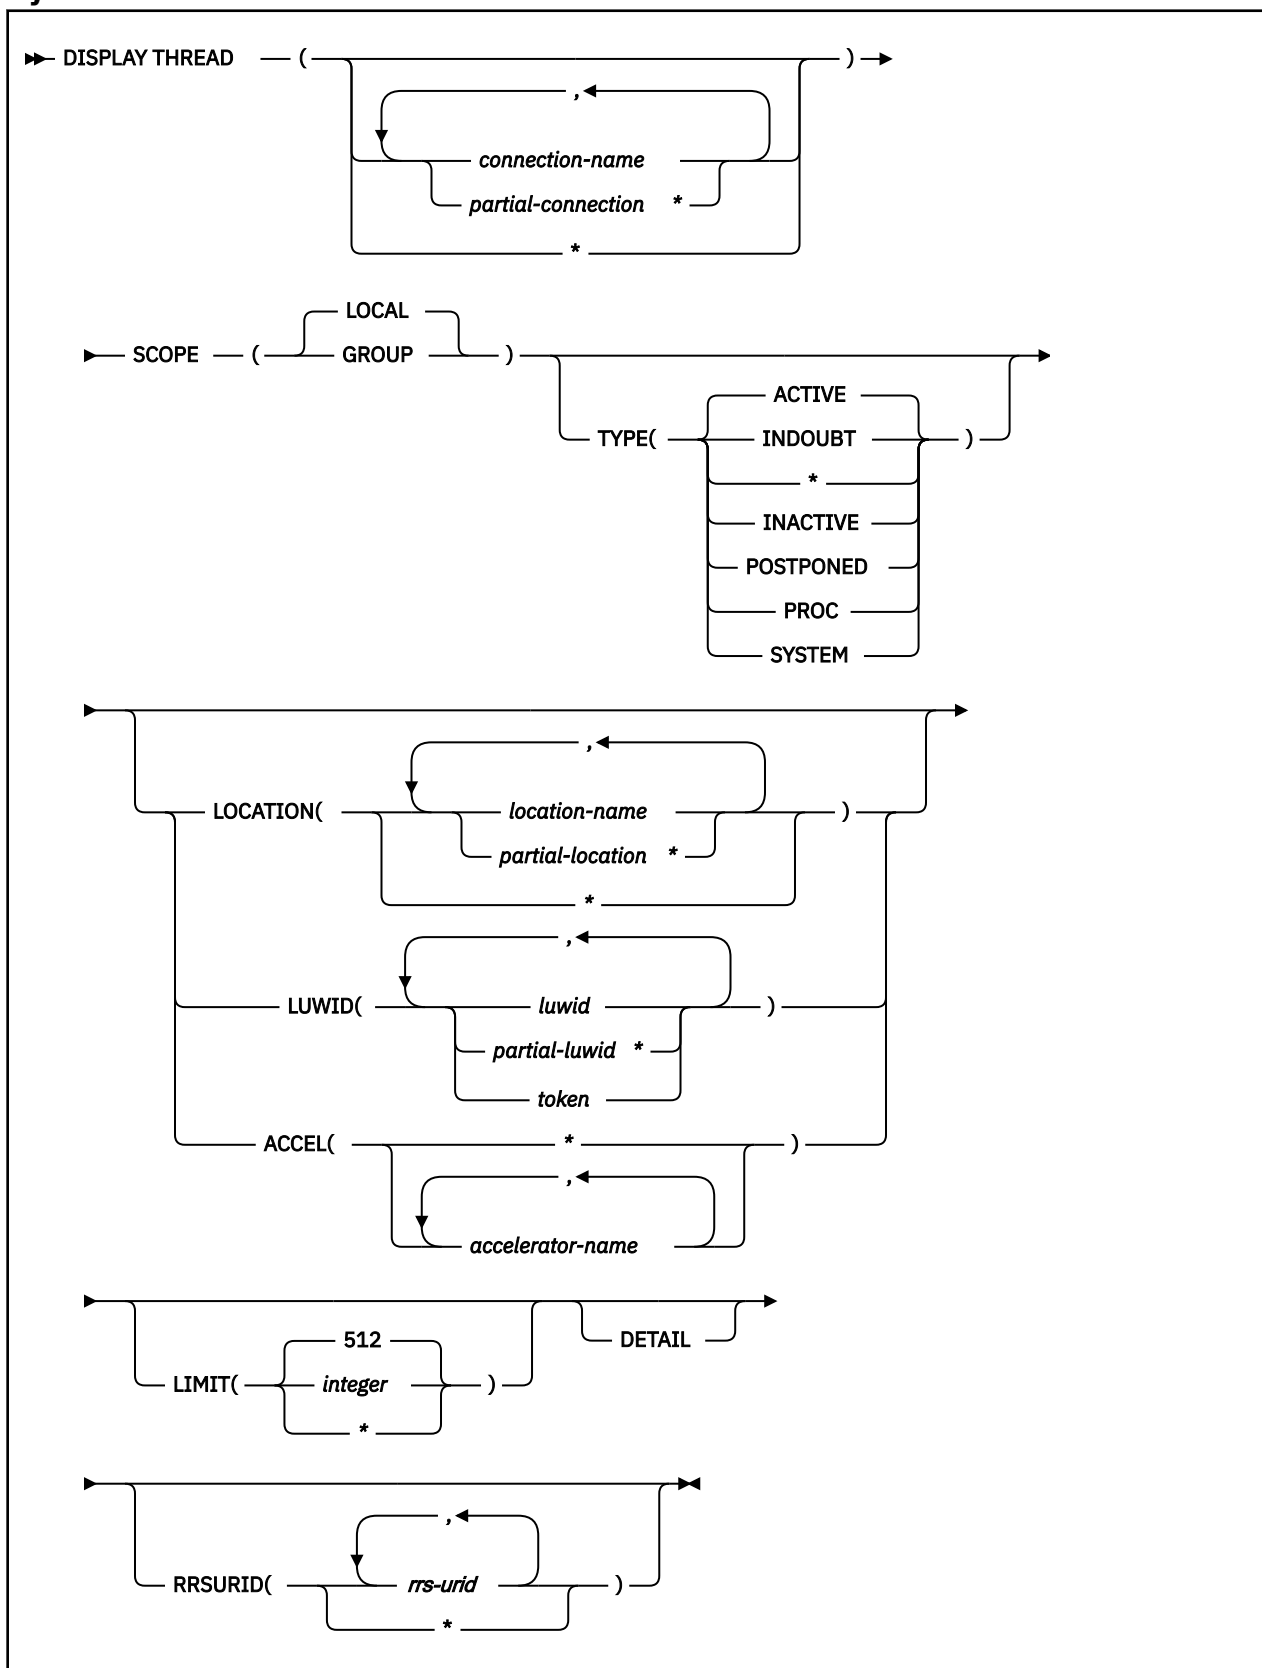 DISPLAY THREAD ( )
,
connection-name
partial-connection *
*
LOCAL
SCOPE ( GROUP )
ACTIVE
TYPE( INDOUBT )
*
INACTIVE
POSTPONED
PROC
SYSTEM
,
LOCATION( location-name )
partial-location *
*
,
LUWID( luwid )
partial-luwid *
token
ACCEL( * )
,
accelerator-name
512 DETAIL
LIMIT( integer )
*
,
RRSURID( rrs-urid )
*